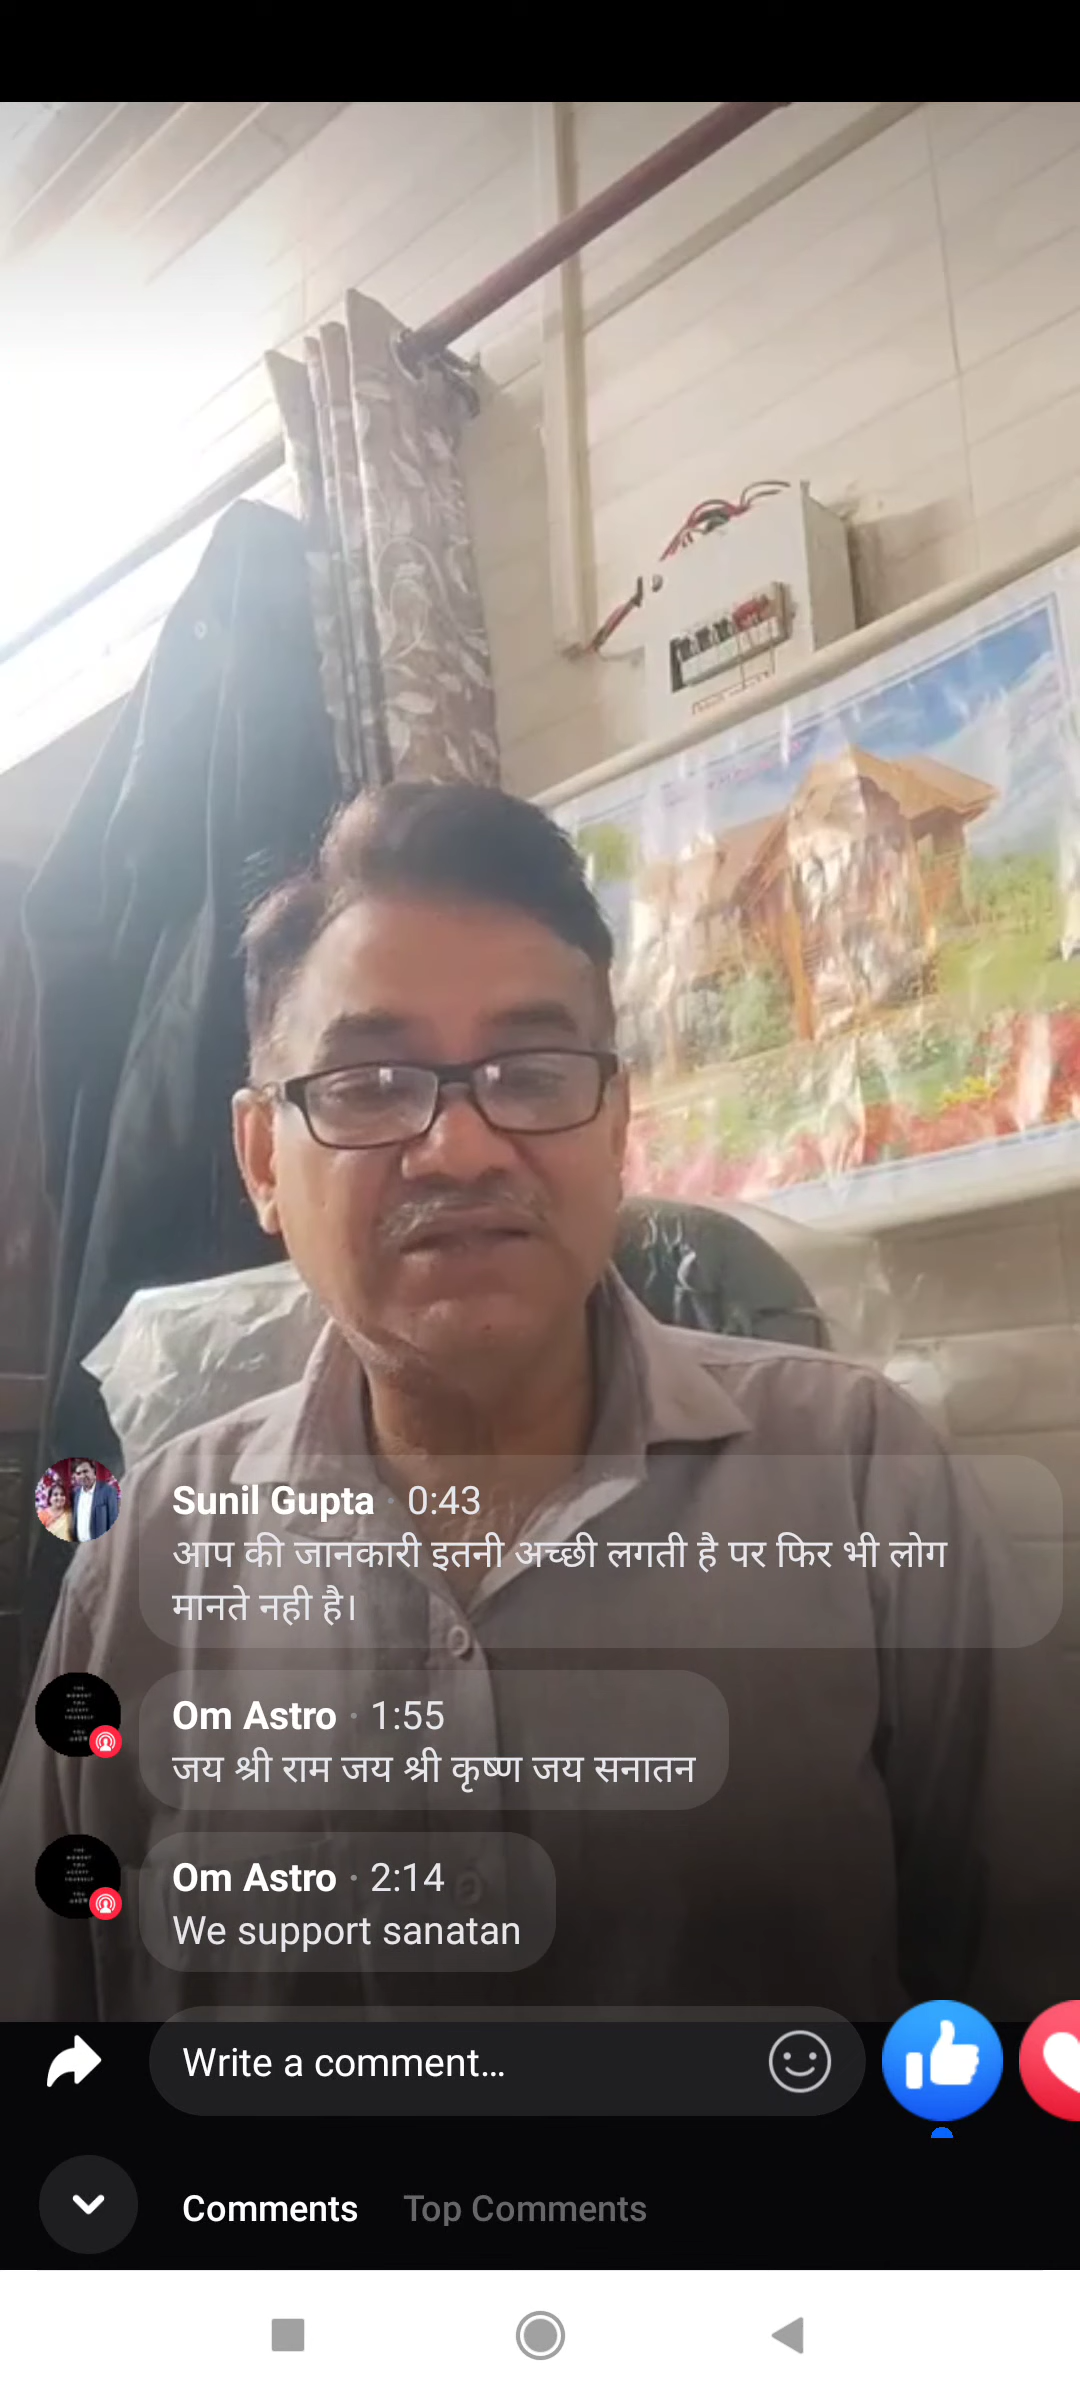 Sunil Gupta · 0:43
आप की जानकारी इतनी अच्छी लगती है पर फिर भी लोग
मानते नही है।
Om Astro · 1:55
जय श्री राम जय श्री कृष्ण जय सनातन
Om Astro · 2:14
We support sanatan
Write a comment...
Comments
Top Comments